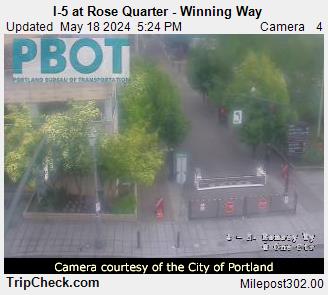 I-5 at Rose Quarter - Winning Way
Updated May 18 2024 5:24 PM Camera 4
PBOT
PORTLAND BUREAU OF TRANSPORTATION
Camera courtesy of the City of Portland
TripCheck.com Milepost302.00